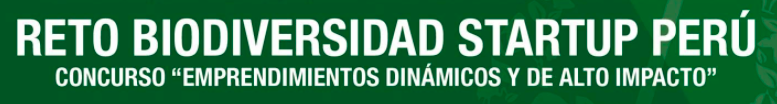 RETO BIODIVERSIDAD STARTUP PERÚ
CONCURSO “EMPRENDIMIENTOS DINÁMICOS Y DE ALTO IMPACTO”